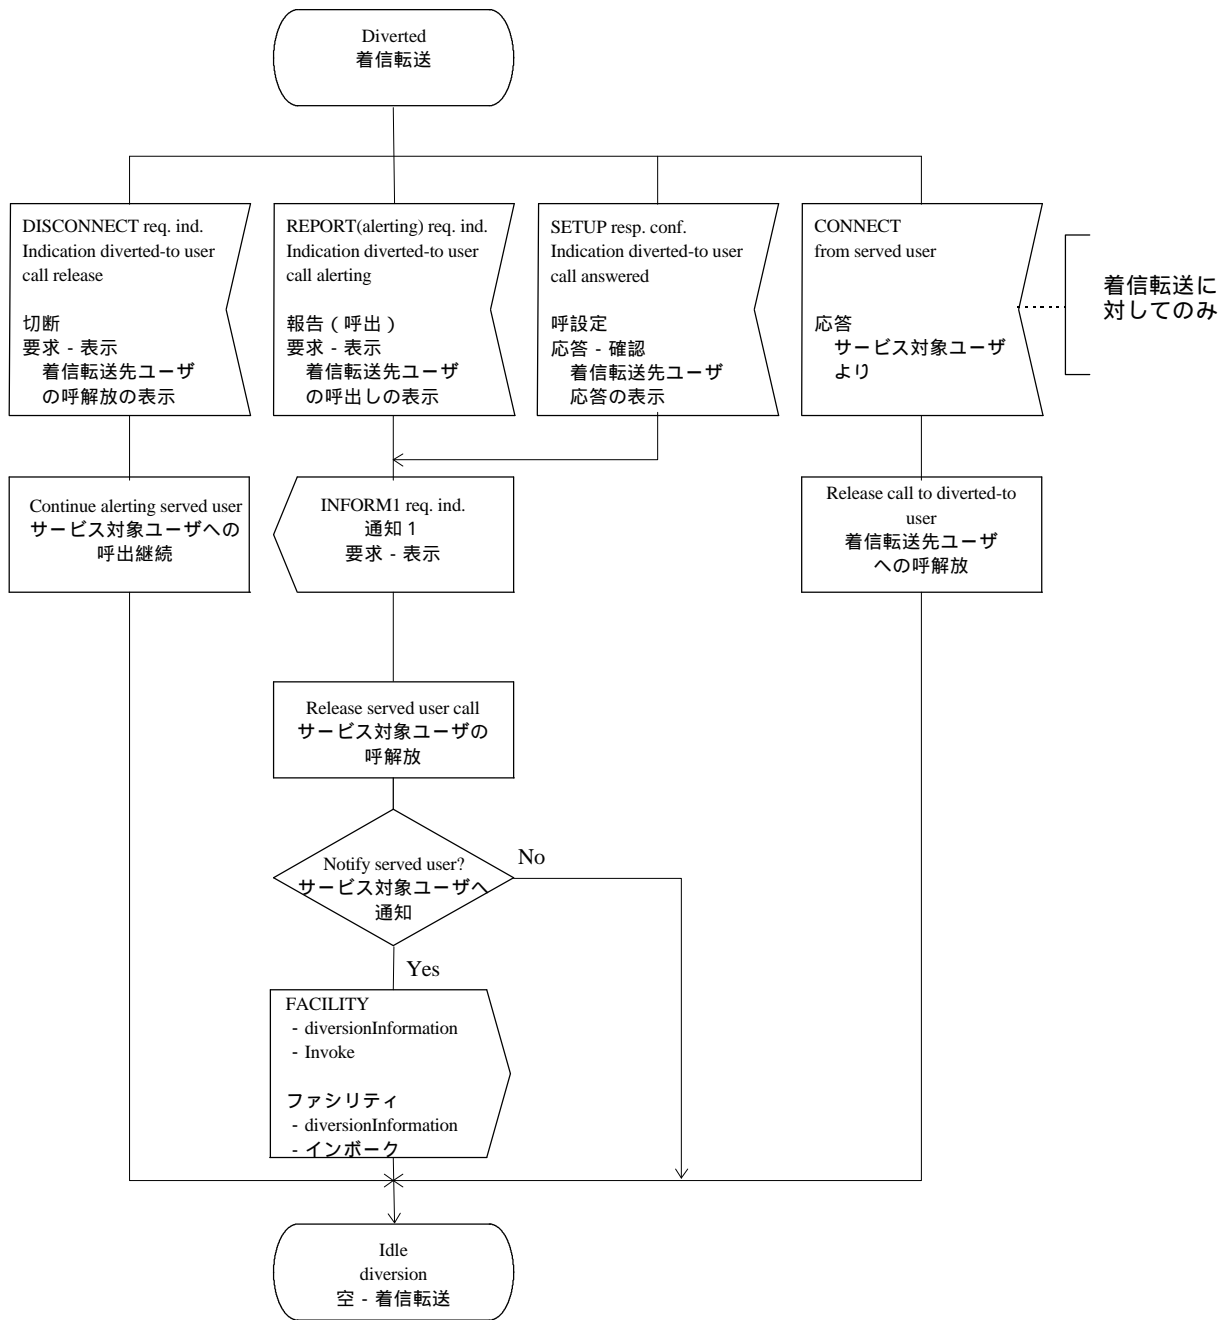 Diverted
着信転送
DISCONNECT req. ind.
Indication diverted-to user
call release
切断
要求 - 表示
着信転送先ユーザ
の呼解放の表示
REPORT(alerting) req. ind.
Indication diverted-to user
call alerting
報告(呼出)
要求 - 表示
着信転送先ユーザ
の呼出しの表示
SETUP resp. conf.
Indication diverted-to user
call answered
呼設定
応答 - 確認
着信転送先ユーザ
応答の表示
CONNECT
from served user
応答
サービス対象ユーザ
より
着信転送に
対してのみ
Continue alerting served user
サービス対象ユーザへの
呼出継続
INFORM1 req. ind.
通知1
要求 - 表示
Release call to diverted-to
user
着信転送先ユーザ
への呼解放
Release served user call
サービス対象ユーザの
呼解放
Notify served user?
サービス対象ユーザへ
通知
No
Yes
FACILITY
- diversionInformation
- Invoke
ファシリティ
- diversionInformation
- インボーク
Idle
diversion
空 - 着信転送